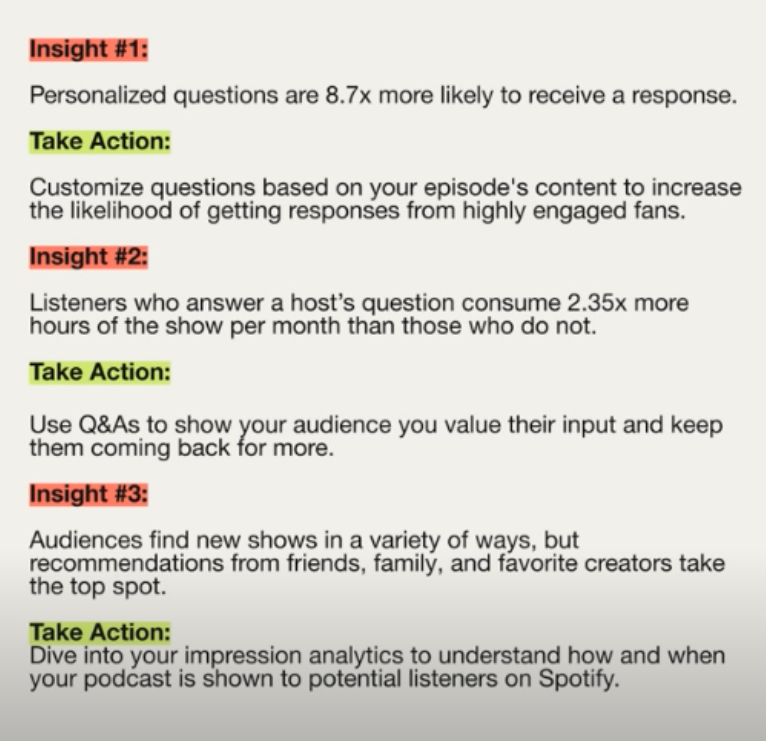 Insight #1:
Personalized questions are 8.7x more likely to receive a response.
Take Action:
Customize questions based on your episode's content to increase
the likelihood of getting responses from highly engaged fans.
Insight #2:
Listeners who answer a host’s question consume 2.35x more
hours of the show per month than those who do not.
Take Action:
Use Q&As to show your audience you value their input and keep
them coming back for more.
Insight #3:
Audiences find new shows in a variety of ways, but
recommendations from friends, family, and favorite creators take
the top spot.
Take Action:
Dive into your impression analytics to understand how and when
your podcast is shown to potential listeners on Spotify.